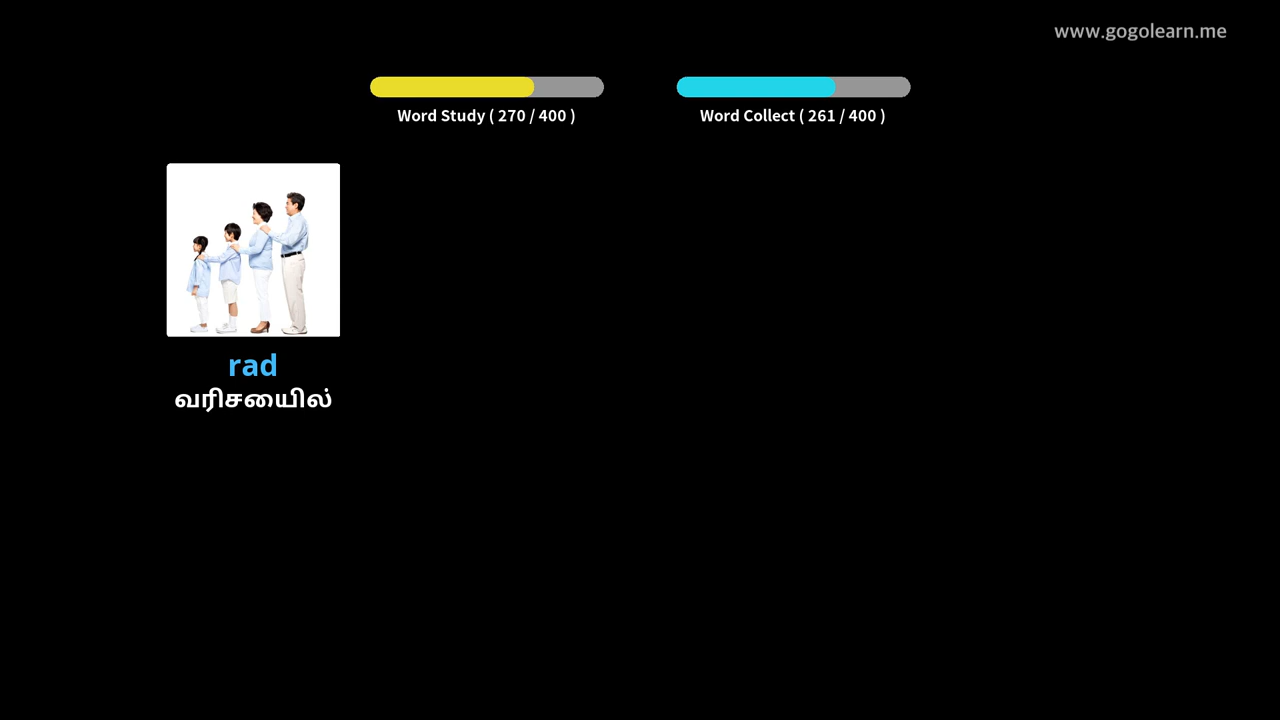 www.gogolearn.me
Word Study ( 270 / 400 )
Word Collect ( 261 / 400 )
rad
வரிசையில்